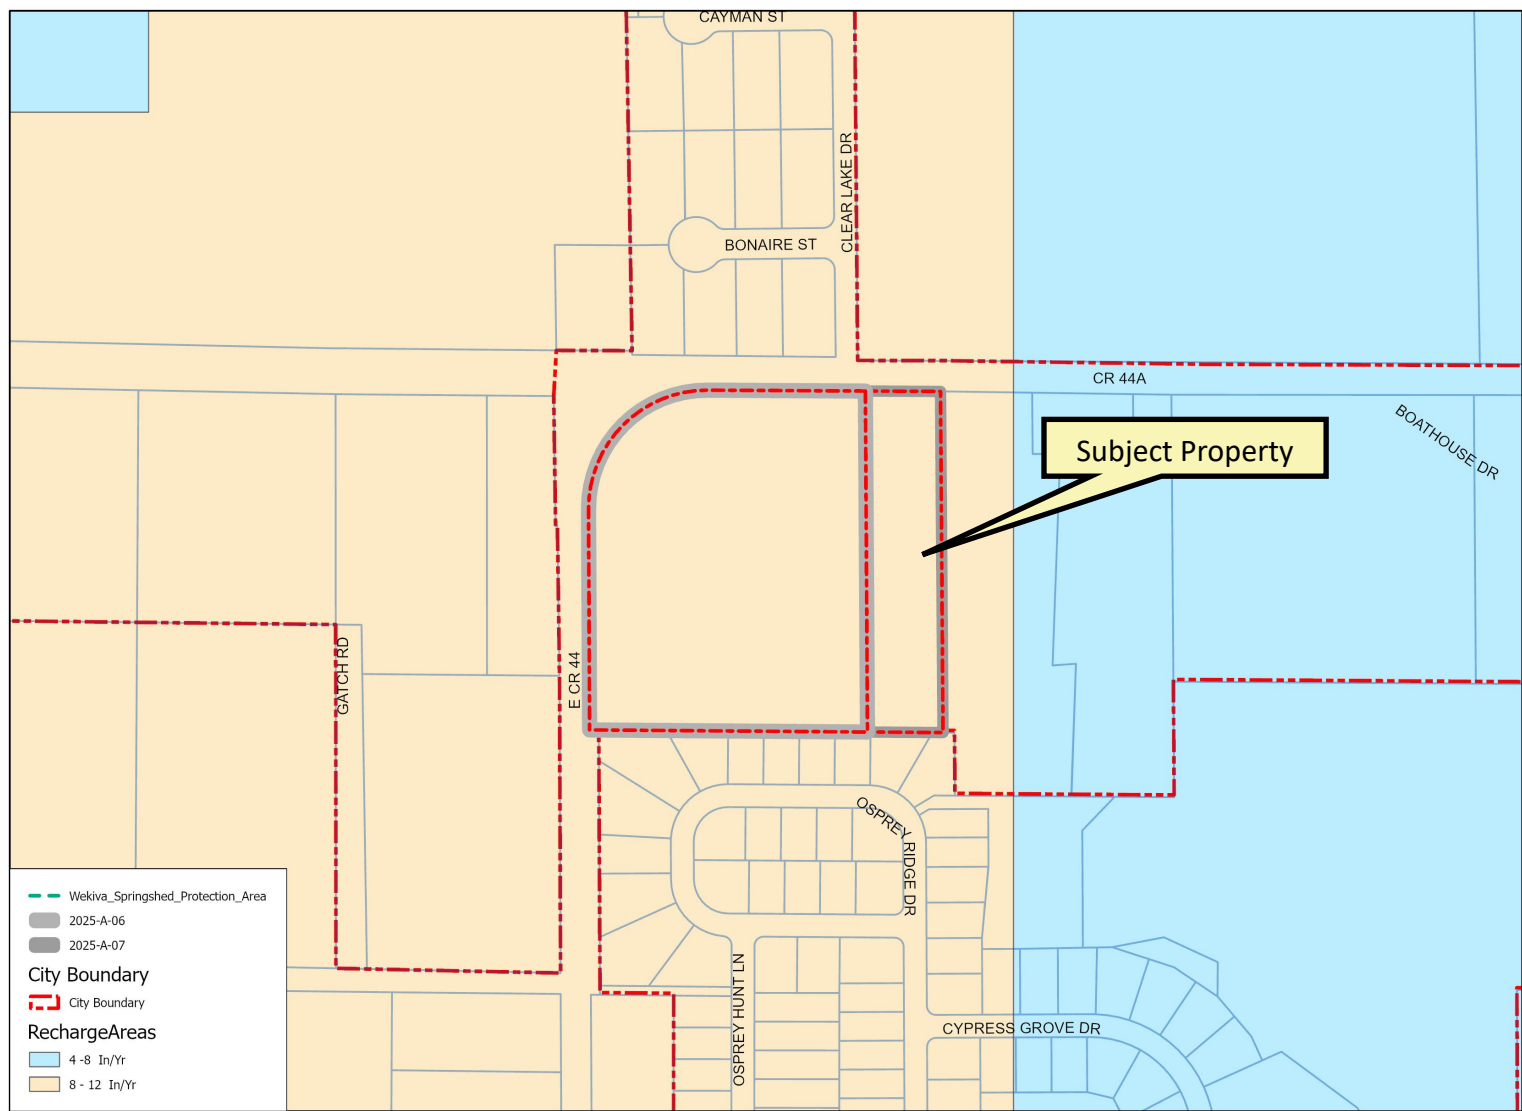 CAYMAN ST
CLEAR LAKE DR
BONAIRE ST
CR 44A
BOATHOUSE DR
Subject Property
GATCH RD
E CR 44
OSPREY RIDGE DR
OSPREY HUNT LN
CYPRESS GROVE DR
Wekiva_Springshed_Protection_Area
2025-A-06
2025-A-07
City Boundary
City Boundary
RechargeAreas
4 -8 In/Yr
8 - 12 In/Yr